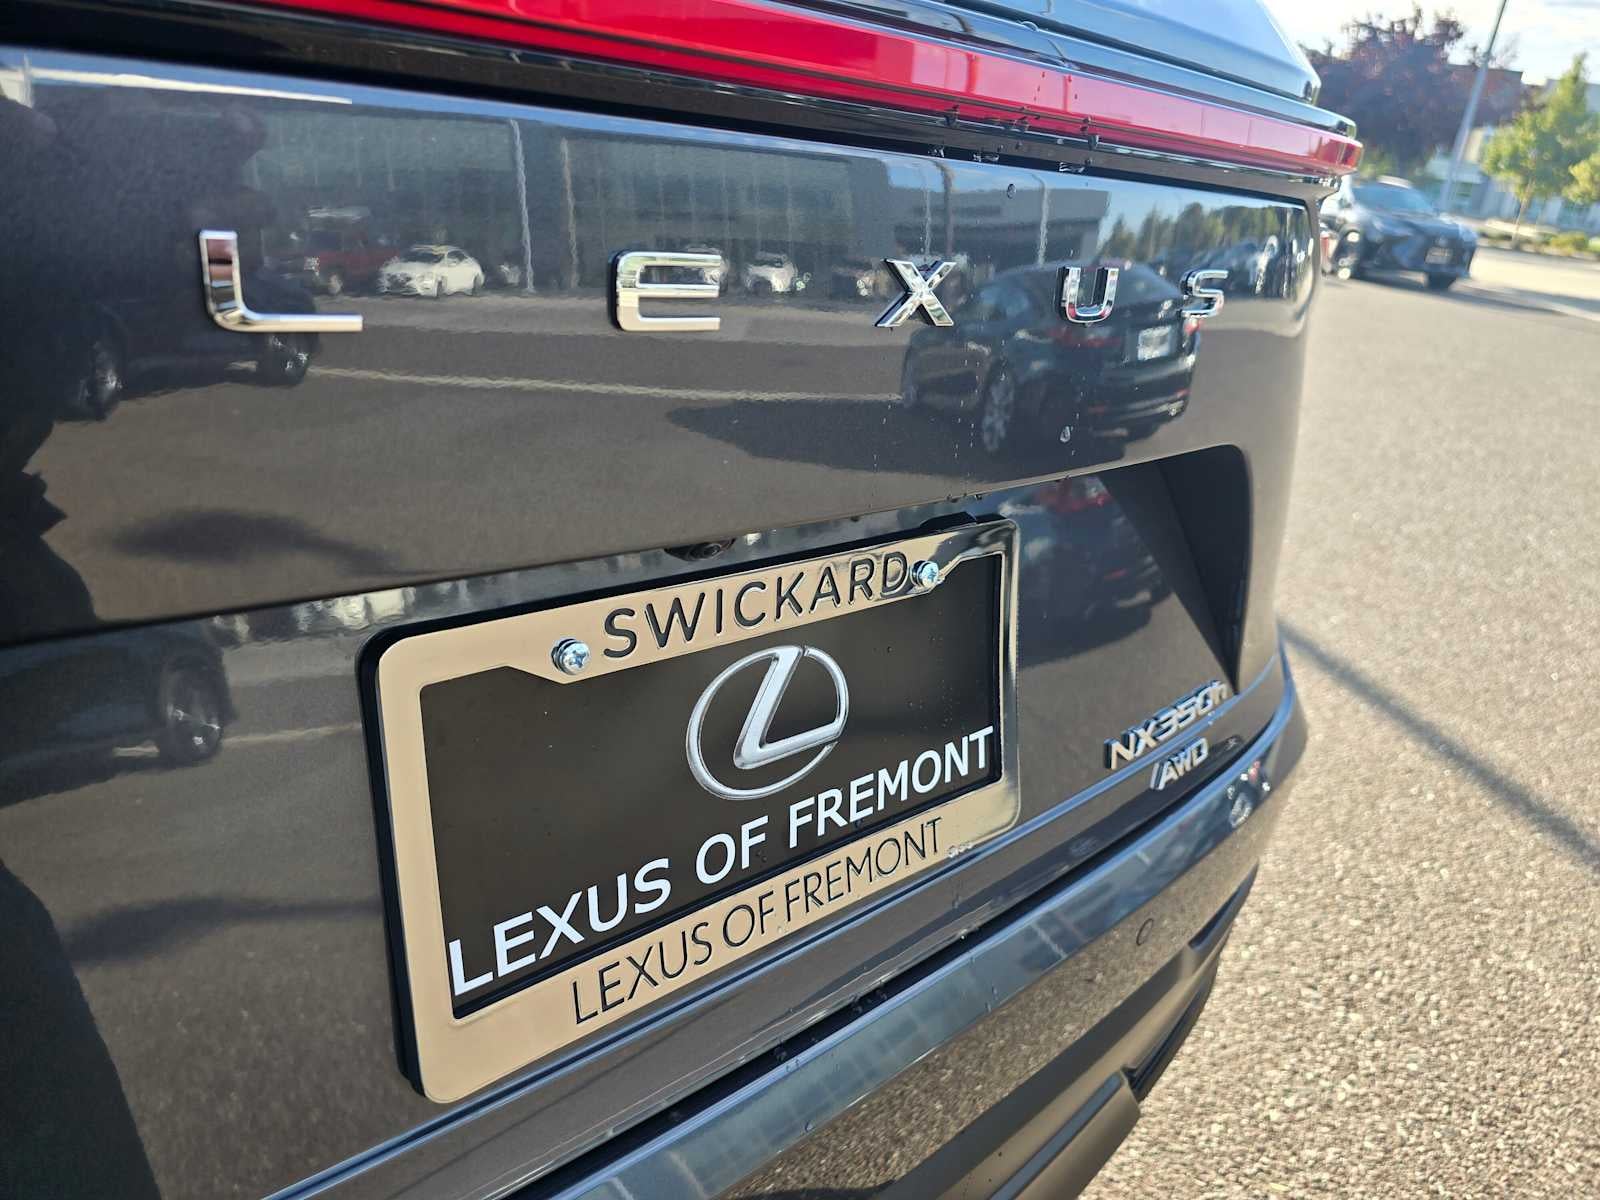 LEXUS
SWICKARD
LEXUS OF FREMONT
LEXUS OF FREMONT
NX350h
AWD